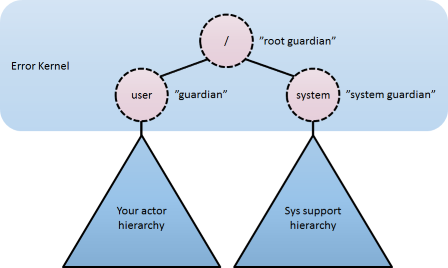 /
"root guardian"
Error Kernel
user
"guardian"
system
"system guardian"
Your actor
hierarchy
Sys support
hierarchy